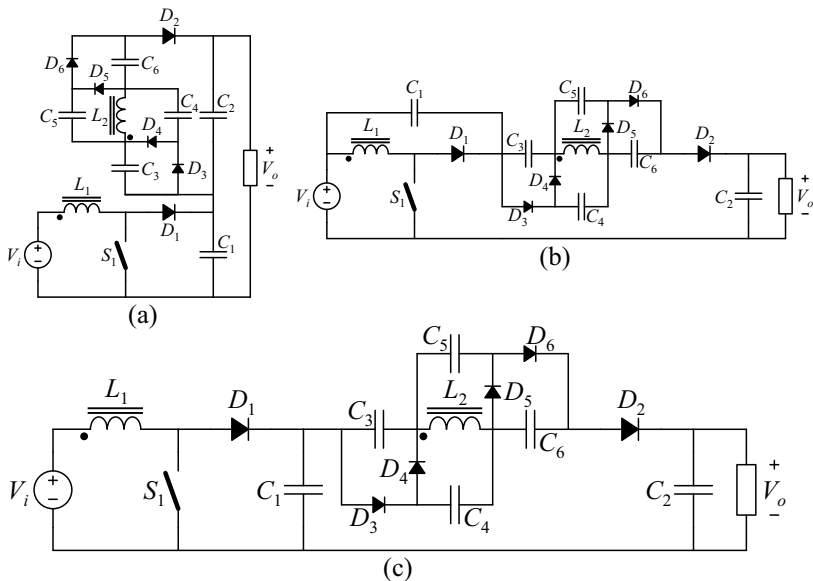 D2
D6
C6
D5
C5
L2
C4
C2
D4
C3
D3
Vo
+
−
L1
D1
Vi
+
−
S1
C1
(a)
C1
C5
D6
L1
D1
C3
L2
D5
C6
D2
D4
Vi
+
−
S1
D3
C4
C2
+
Vo
−
(b)
C5
D6
L1
D1
C3
L2
D5
D2
C6
D4
Vi
+
−
S1
C1
D3
C4
C2
+
Vo
−
(c)